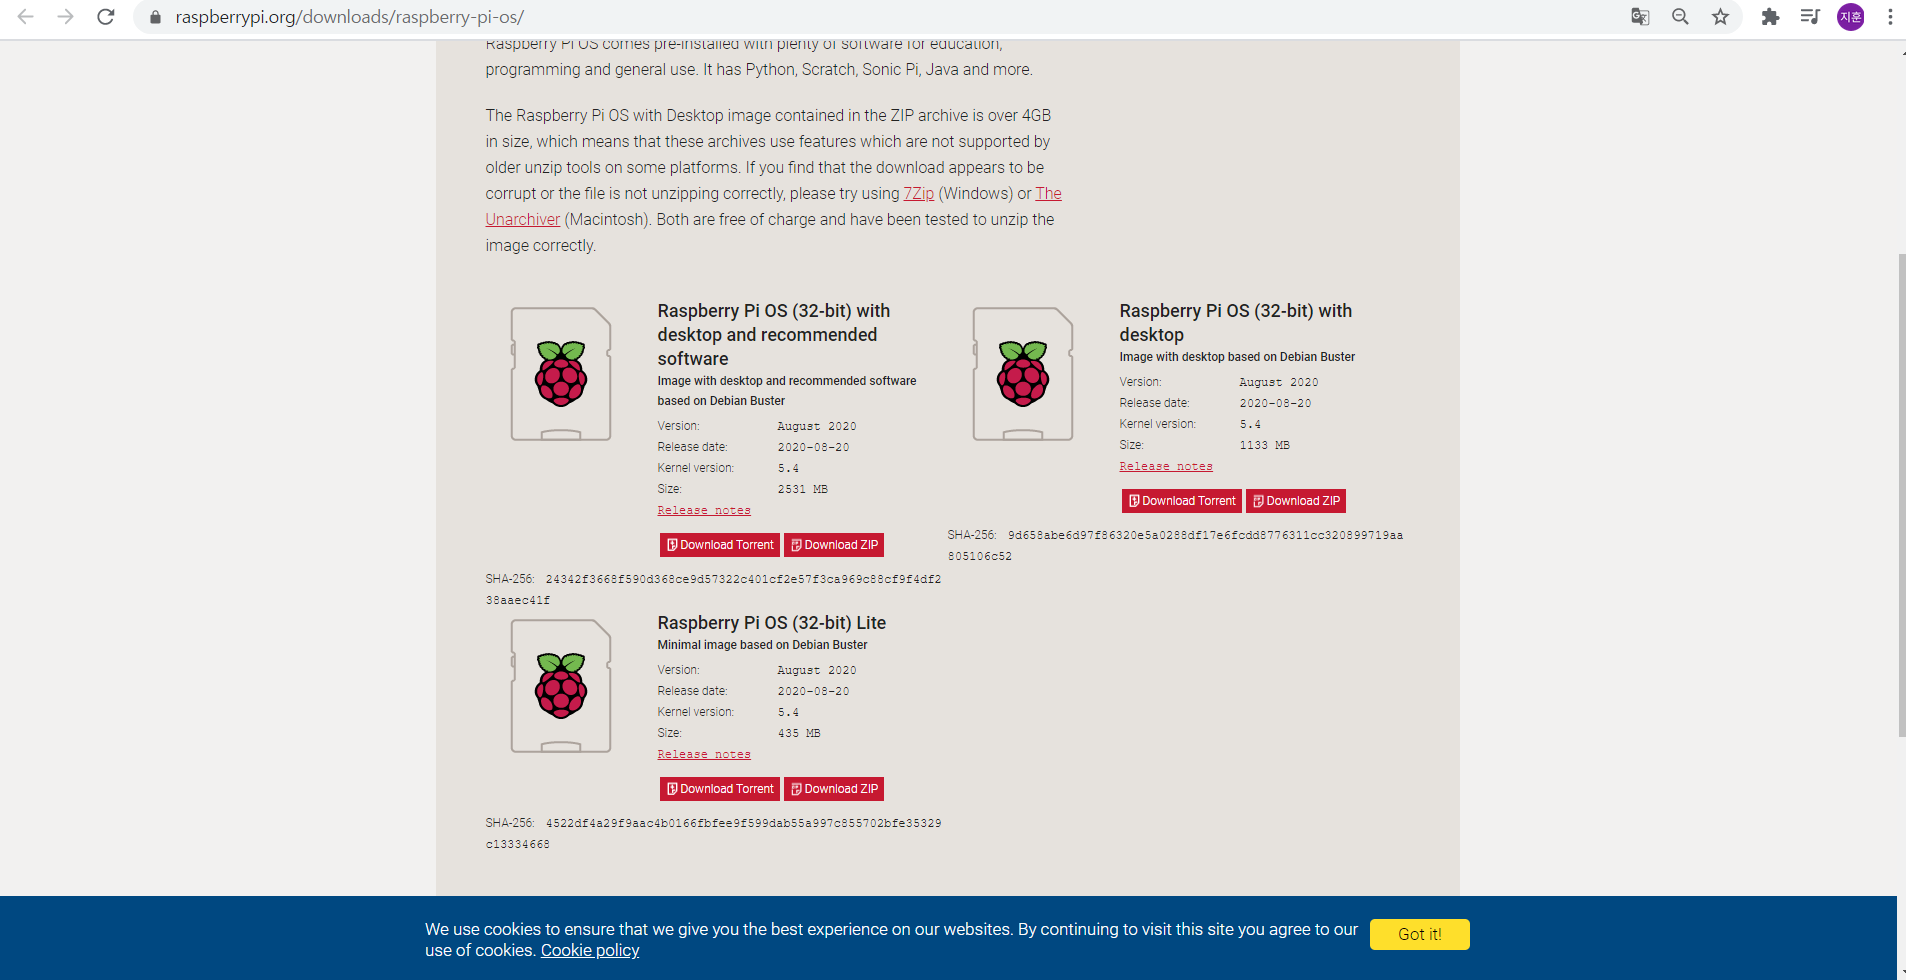 raspberrypi.org/downloads/raspberry-pi-os/
지훈
Raspberry Pi OS comes pre-installed with plenty of software for education,
programming and general use. It has Python, Scratch, Sonic Pi, Java and more.
The Raspberry Pi OS with Desktop image contained in the ZIP archive is over 4GB
in size, which means that these archives use features which are not supported by
older unzip tools on some platforms. If you find that the download appears to be
corrupt or the file is not unzipping correctly, please try using 7Zip (Windows) or The
Unarchiver (Macintosh). Both are free of charge and have been tested to unzip the
image correctly.
Raspberry Pi OS (32-bit) with
desktop and recommended
software
Image with desktop and recommended software
based on Debian Buster
Version: August 2020
Release date: 2020-08-20
Kernel version: 5.4
Size: 2531 MB
Release notes
Download Torrent Download ZIP
SHA-256: 24342f3668f590d368ce9d57322c401cf2e57f3ca969c88cf9f4df2
38aaec41f
Raspberry Pi OS (32-bit) with
desktop
Image with desktop based on Debian Buster
Version: August 2020
Release date: 2020-08-20
Kernel version: 5.4
Size: 1133 MB
Release notes
Download Torrent Download ZIP
SHA-256: 9d658abe6d97f86320e5a0288df17e6fcdd8776311cc320899719aa
805106c52
Raspberry Pi OS (32-bit) Lite
Minimal image based on Debian Buster
Version: August 2020
Release date: 2020-08-20
Kernel version: 5.4
Size: 435 MB
Release notes
Download Torrent Download ZIP
SHA-256: 4522df4a29f9aac4b0166fbfee9f599dab55a997c855702bfe35329
c13334668
We use cookies to ensure that we give you the best experience on our websites. By continuing to visit this site you agree to our
use of cookies. Cookie policy
Got it!